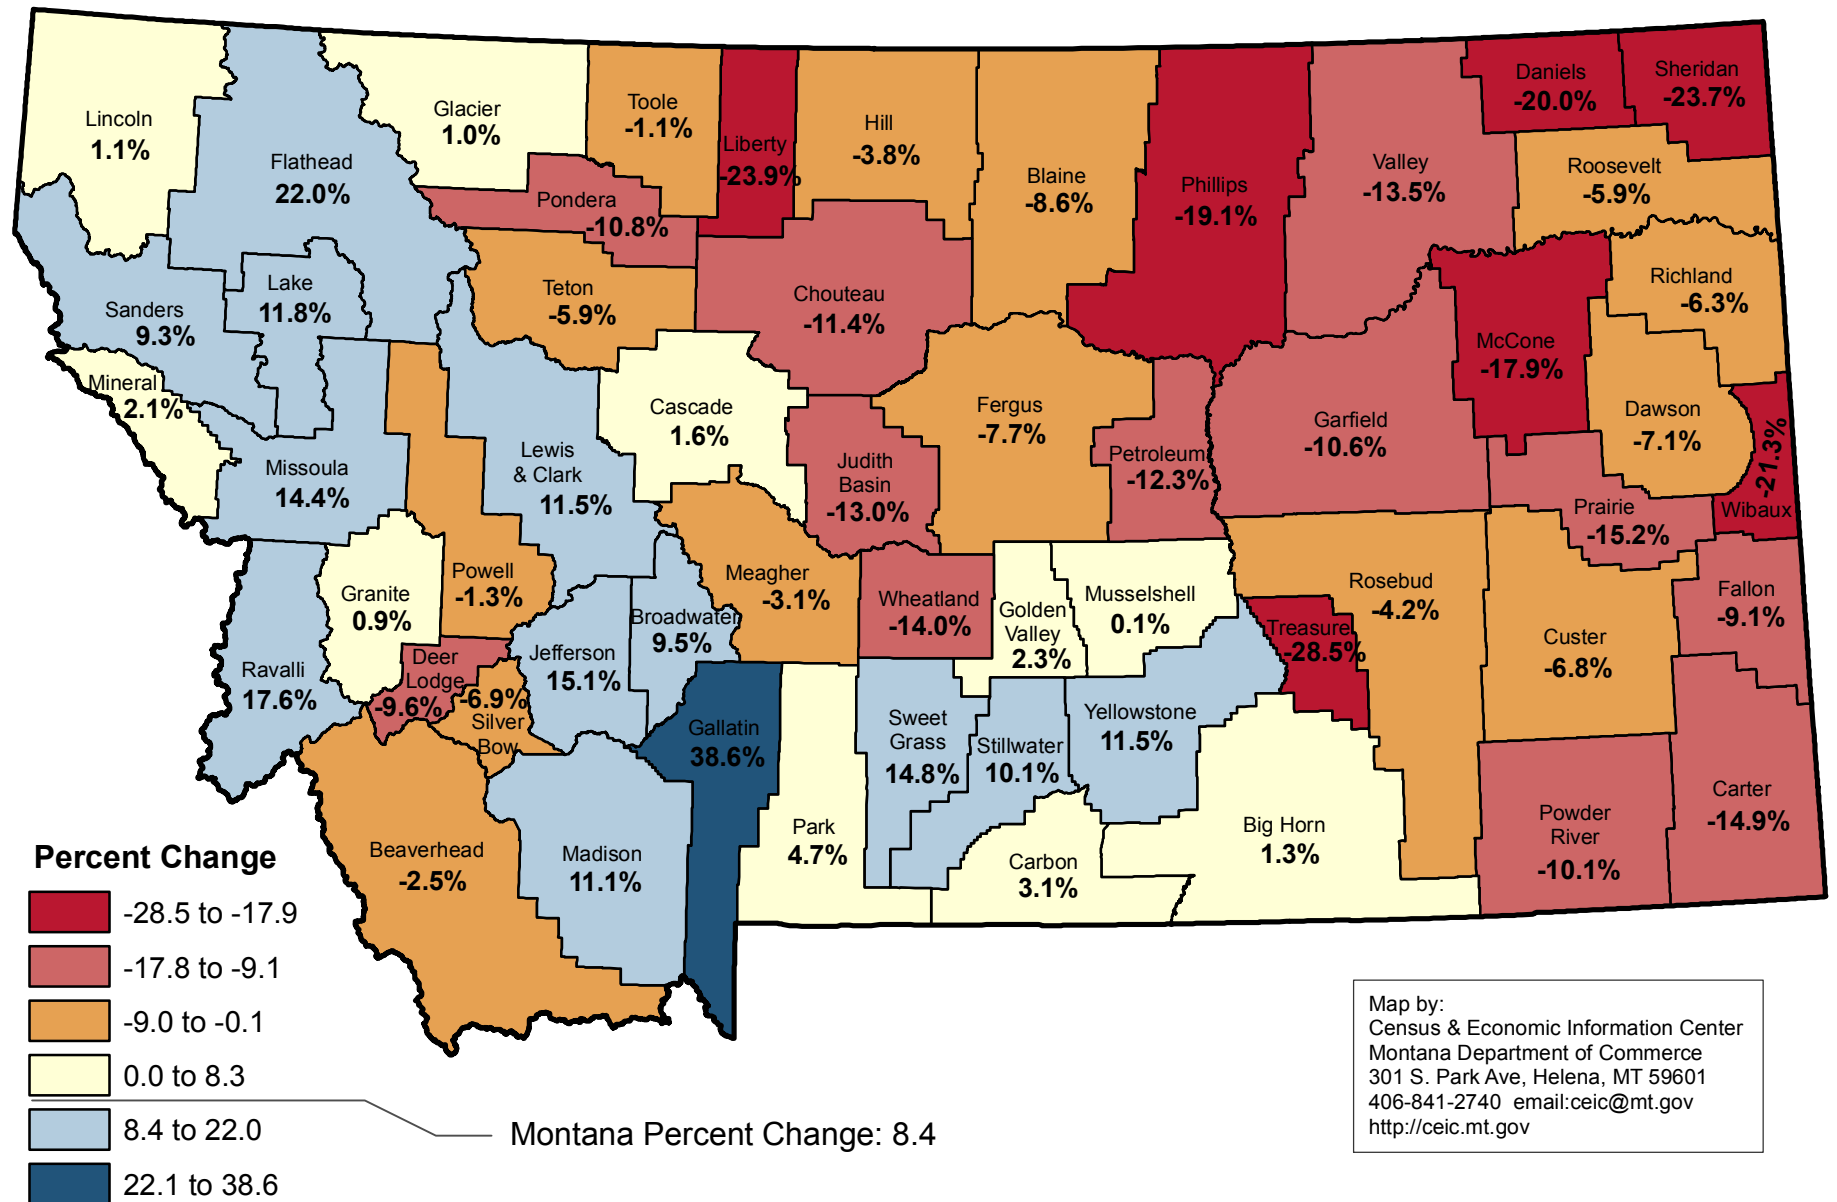 Lincoln
1.1%
Flathead
22.0%
Glacier
1.0%
Toole
-1.1%
Liberty
-23.9%
Hill
-3.8%
Blaine
-8.6%
Phillips
-19.1%
Valley
-13.5%
Daniels
-20.0%
Sheridan
-23.7%
Roosevelt
-5.9%
Pondera
-10.8%
Teton
-5.9%
Chouteau
-11.4%
Richland
-6.3%
McCone
-17.9%
Sanders
9.3%
Lake
11.8%
Mineral
2.1%
Missoula
14.4%
Lewis
& Clark
11.5%
Cascade
1.6%
Judith
Basin
-13.0%
Fergus
-7.7%
Petroleum
-12.3%
Garfield
-10.6%
Dawson
-7.1%
-21.3%
Wibaux
Prairie
-15.2%
Powell
-1.3%
Granite
0.9%
Ravalli
17.6%
Deer
Lodge
-9.6%
-6.9%
Silver
Bow
Jefferson
15.1%
Broadwater
9.5%
Meagher
-3.1%
Wheatland
-14.0%
Golden
Valley
2.3%
Musselshell
0.1%
Rosebud
-4.2%
Treasure
-28.5%
Custer
-6.8%
Fallon
-9.1%
Gallatin
38.6%
Sweet
Grass
14.8%
Stillwater
10.1%
Yellowstone
11.5%
Beaverhead
-2.5%
Madison
11.1%
Park
4.7%
Carbon
3.1%
Big Horn
1.3%
Powder
River
-10.1%
Carter
-14.9%
Percent Change
-28.5 to -17.9
-17.8 to -9.1
-9.0 to -0.1
0.0 to 8.3
8.4 to 22.0
22.1 to 38.6
Montana Percent Change: 8.4
Map by:
Census & Economic Information Center
Montana Department of Commerce
301 S. Park Ave, Helena, MT 59601
406-841-2740 email:ceic@mt.gov
http://ceic.mt.gov